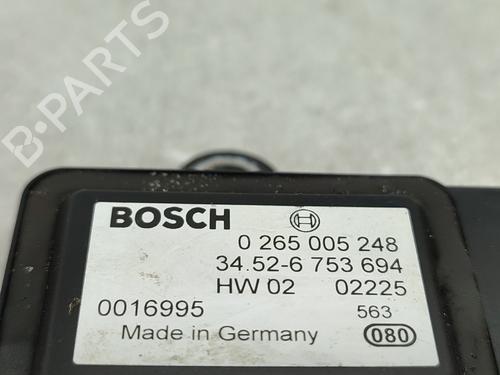 B-PARTS
BOSCH
0 265 005 248
34.52-6 753 694
HW 02 02225
0016995 563
Made in Germany 080